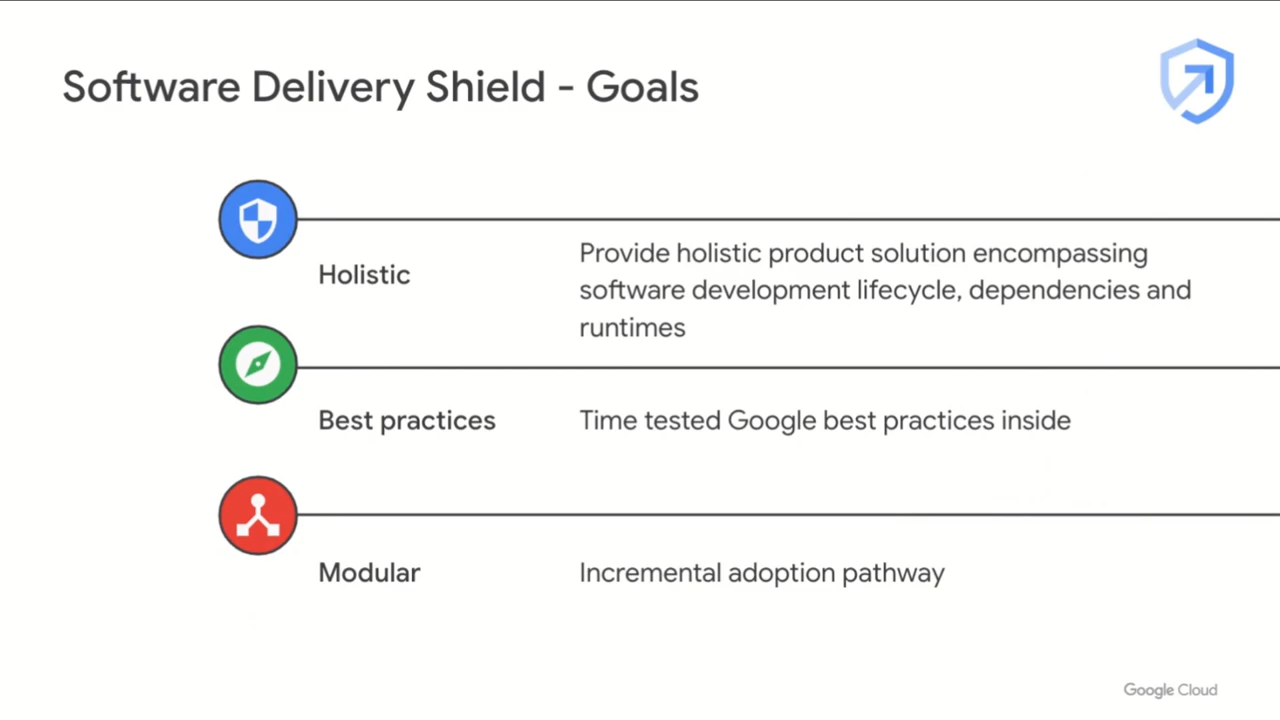 Software Delivery Shield - Goals
Holistic
Provide holistic product solution encompassing
software development lifecycle, dependencies and
runtimes
Best practices
Time tested Google best practices inside
Modular
Incremental adoption pathway
Google Cloud